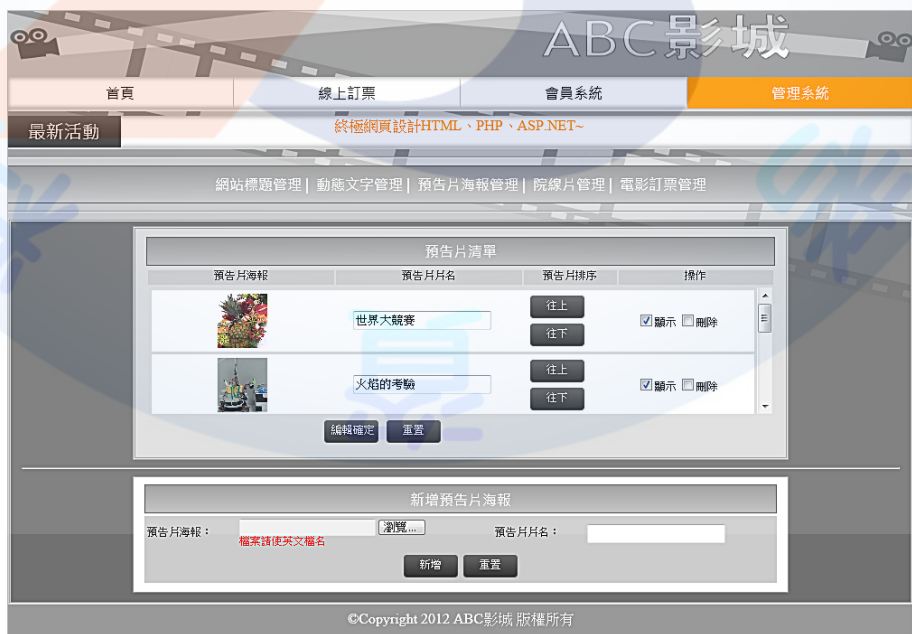 ABC影城
首頁 線上訂票 會員系統 管理系統
最新活動 終極網頁設計HTML、PHP、ASP.NET~
網站標題管理| 動態文字管理| 預告片海報管理| 院線片管理| 電影訂票管理
預告片清單
預告片海報 預告片片名 預告片排序 操作
往上
世界大競賽 顯示 刪除
往下
往上
火焰的考驗 顯示 刪除
往下
編輯確定 重置
新增預告片海報
預告片海報： 瀏覽... 預告片片名：
檔案請使英文檔名
新增 重置
©Copyright 2012 ABC影城 版權所有